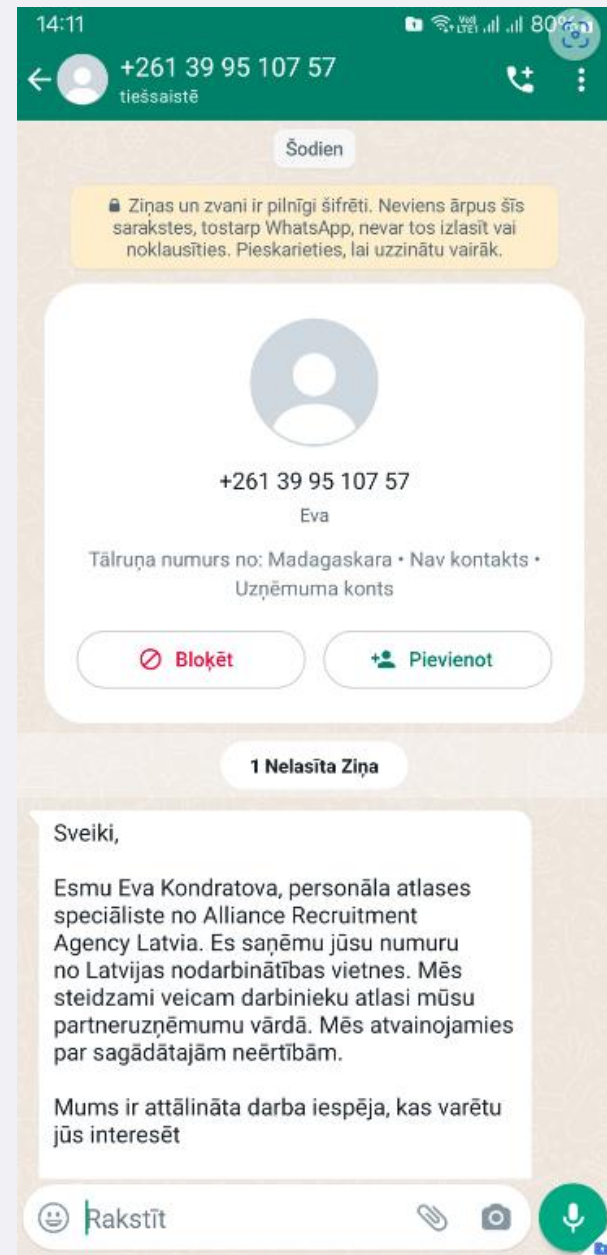 14:11
80%
+261 39 95 107 57
tiešsaistē
Šodien
Ziņas un zvani ir pilnīgi šifrēti. Neviens ārpus šīs
sarakstes, tostarp WhatsApp, nevar tos izlasīt vai
noklausīties. Pieskarieties, lai uzzinātu vairāk.
+261 39 95 107 57
Eva
Tālruņa numurs no: Madagaskara • Nav kontakts •
Uzņēmuma konts
Bloķēt
Pievienot
1 Nelasīta Ziņa
Sveiki,
Esmu Eva Kondratova, personāla atlases
speciāliste no Alliance Recruitment
Agency Latvia. Es saņēmu jūsu numuru
no Latvijas nodarbinātības vietnes. Mēs
steidzami veicam darbinieku atlasi mūsu
partneruzņēmumu vārdā. Mēs atvainojamies
par sagādātajām neērtībām.
Mums ir attālināta darba iespēja, kas varētu
jūs interesēt
Rakstīt